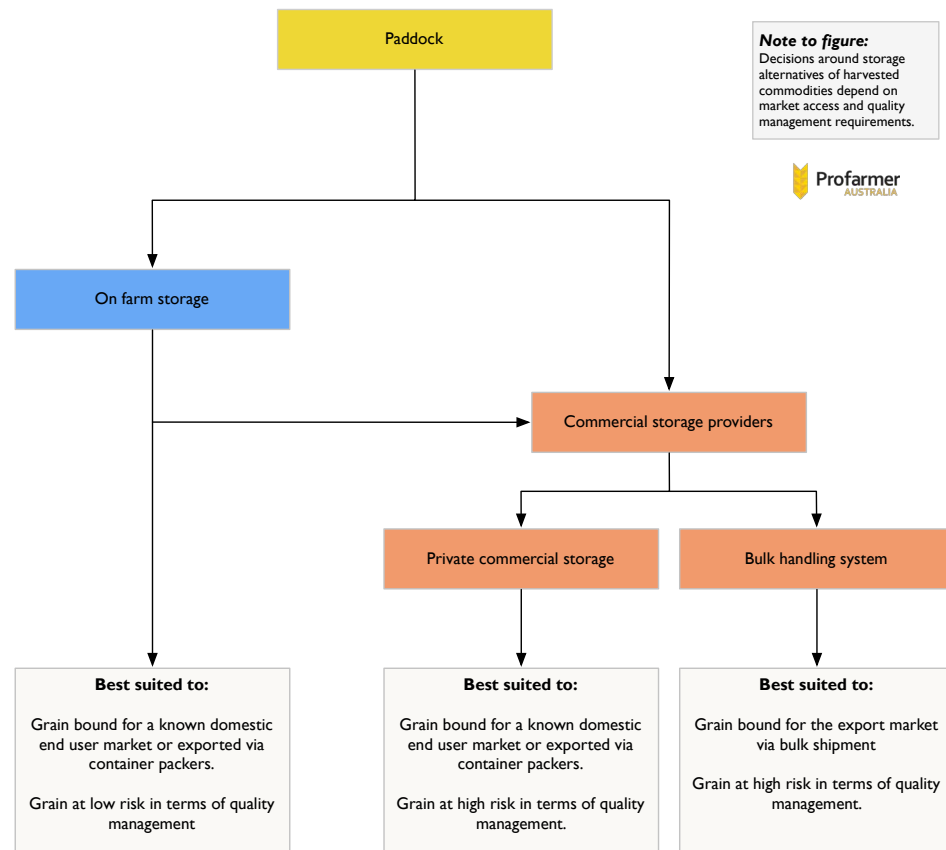 Paddock
Note to figure:
Decisions around storage
alternatives of harvested
commodities depend on
market access and quality
management requirements.
Profarmer
AUSTRALIA
On farm storage
Commercial storage providers
Private commercial storage
Bulk handling system
Best suited to:
Grain bound for a known domestic
end user market or exported via
container packers.
Grain at low risk in terms of quality
management
Best suited to:
Grain bound for a known domestic
end user market or exported via
container packers.
Grain at high risk in terms of quality
management.
Best suited to:
Grain bound for the export market
via bulk shipment
Grain at high risk in terms of quality
management.